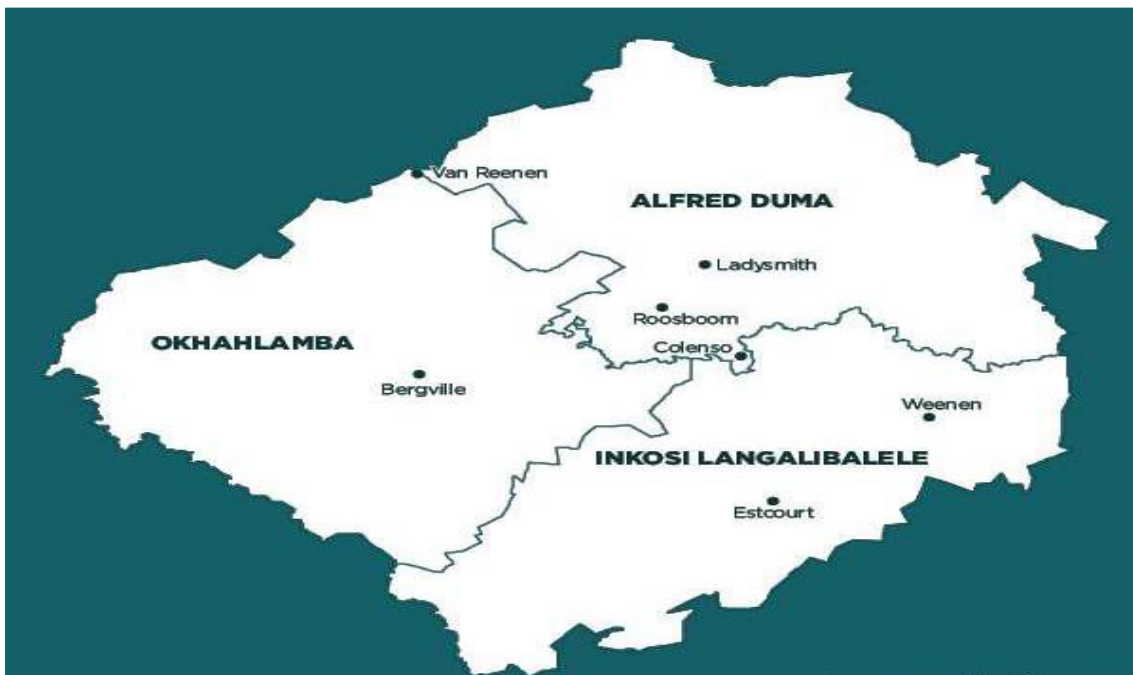 Van Reenen
ALFRED DUMA
Ladysmith
Roosboom
OKHAHLAMBA
Colenso
Bergville
Weenen
INKOSI LANGALIBALELE
Estcourt